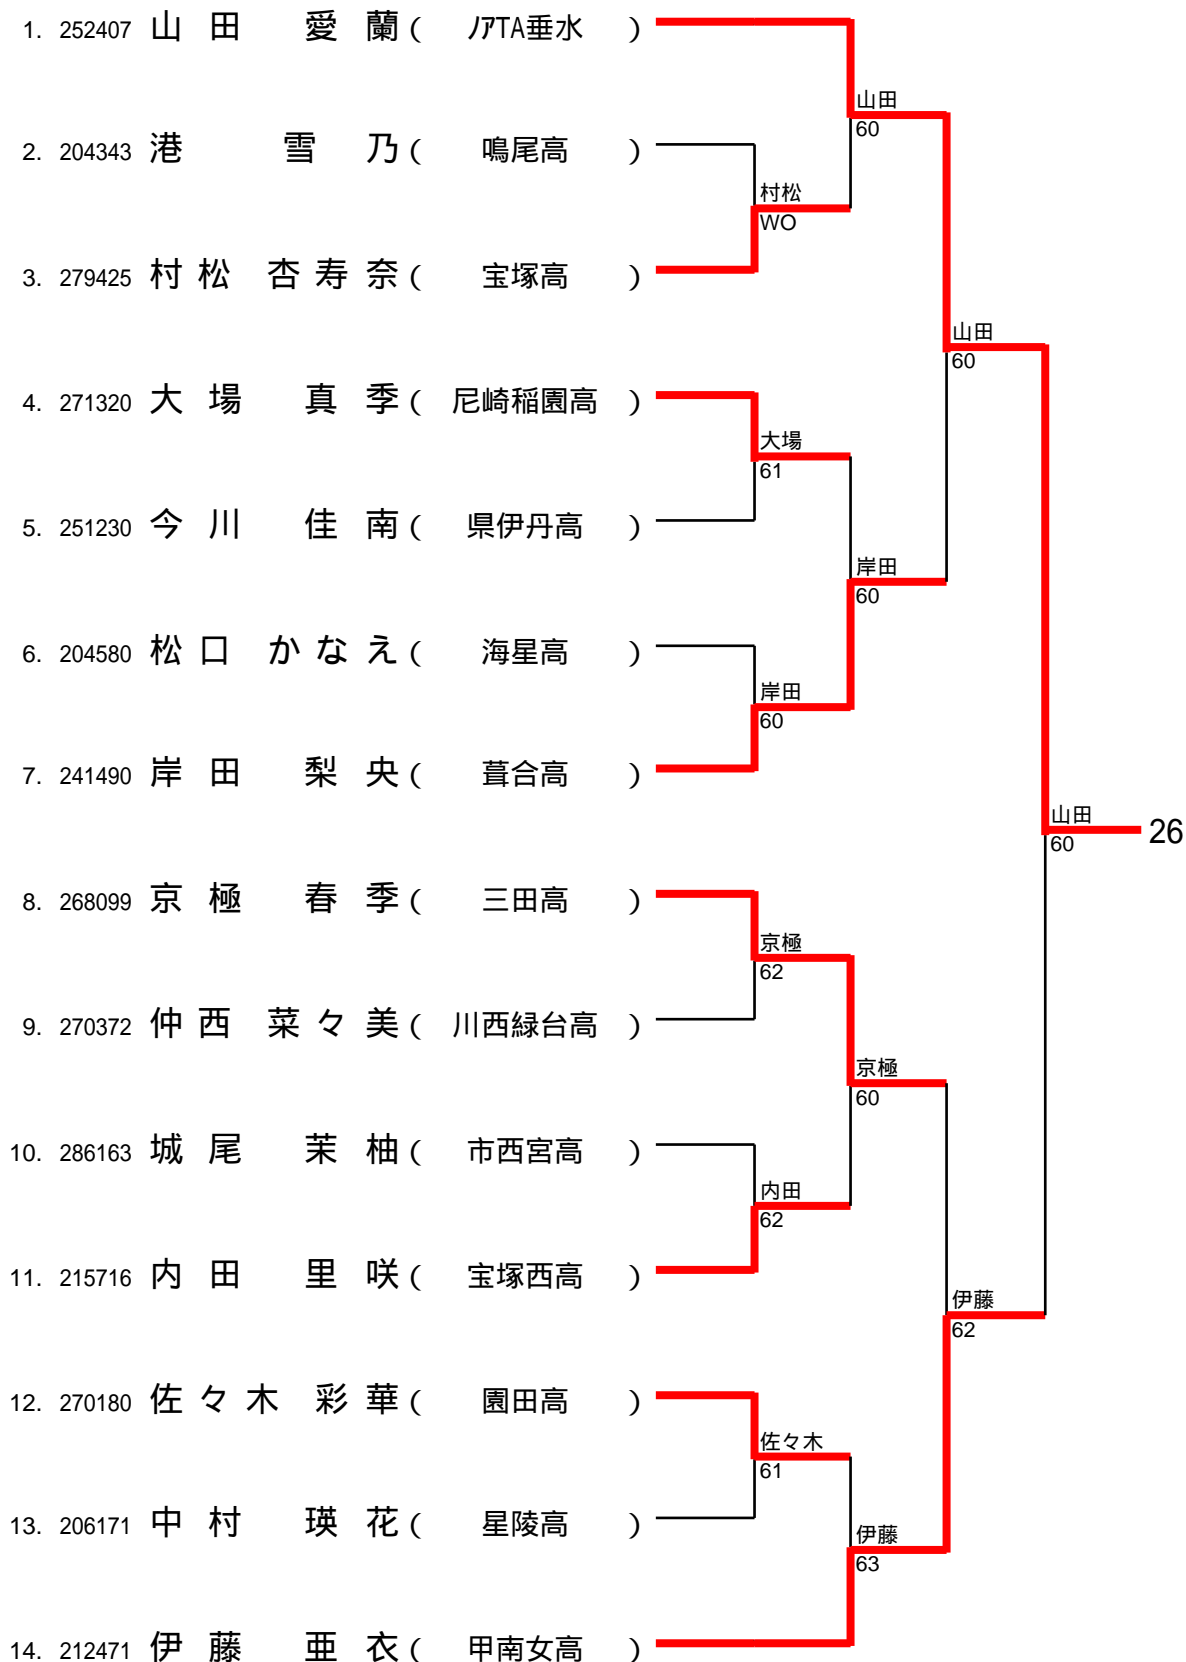 1. 252407 山田 愛蘭 ( ノアTA垂水 )
山田
60
2. 204343 港 雪乃 ( 鳴尾高 )
村松
WO
3. 279425 村松 杏寿奈 ( 宝塚高 )
山田
60
4. 271320 大場 真季 ( 尼崎稲園高 )
大場
61
5. 251230 今川 佳南 ( 県伊丹高 )
岸田
60
6. 204580 松口 かなえ ( 海星高 )
岸田
60
7. 241490 岸田 梨央 ( 葺合高 )
山田
60
26
8. 268099 京極 春季 ( 三田高 )
京極
62
9. 270372 仲西 菜々美 ( 川西緑台高 )
京極
60
10. 286163 城尾 茉柚 ( 市西宮高 )
内田
62
11. 215716 内田 里咲 ( 宝塚西高 )
伊藤
62
12. 270180 佐々木 彩華 ( 園田高 )
佐々木
61
13. 206171 中村 瑛花 ( 星陵高 )
伊藤
63
14. 212471 伊藤 亜衣 ( 甲南女高 )